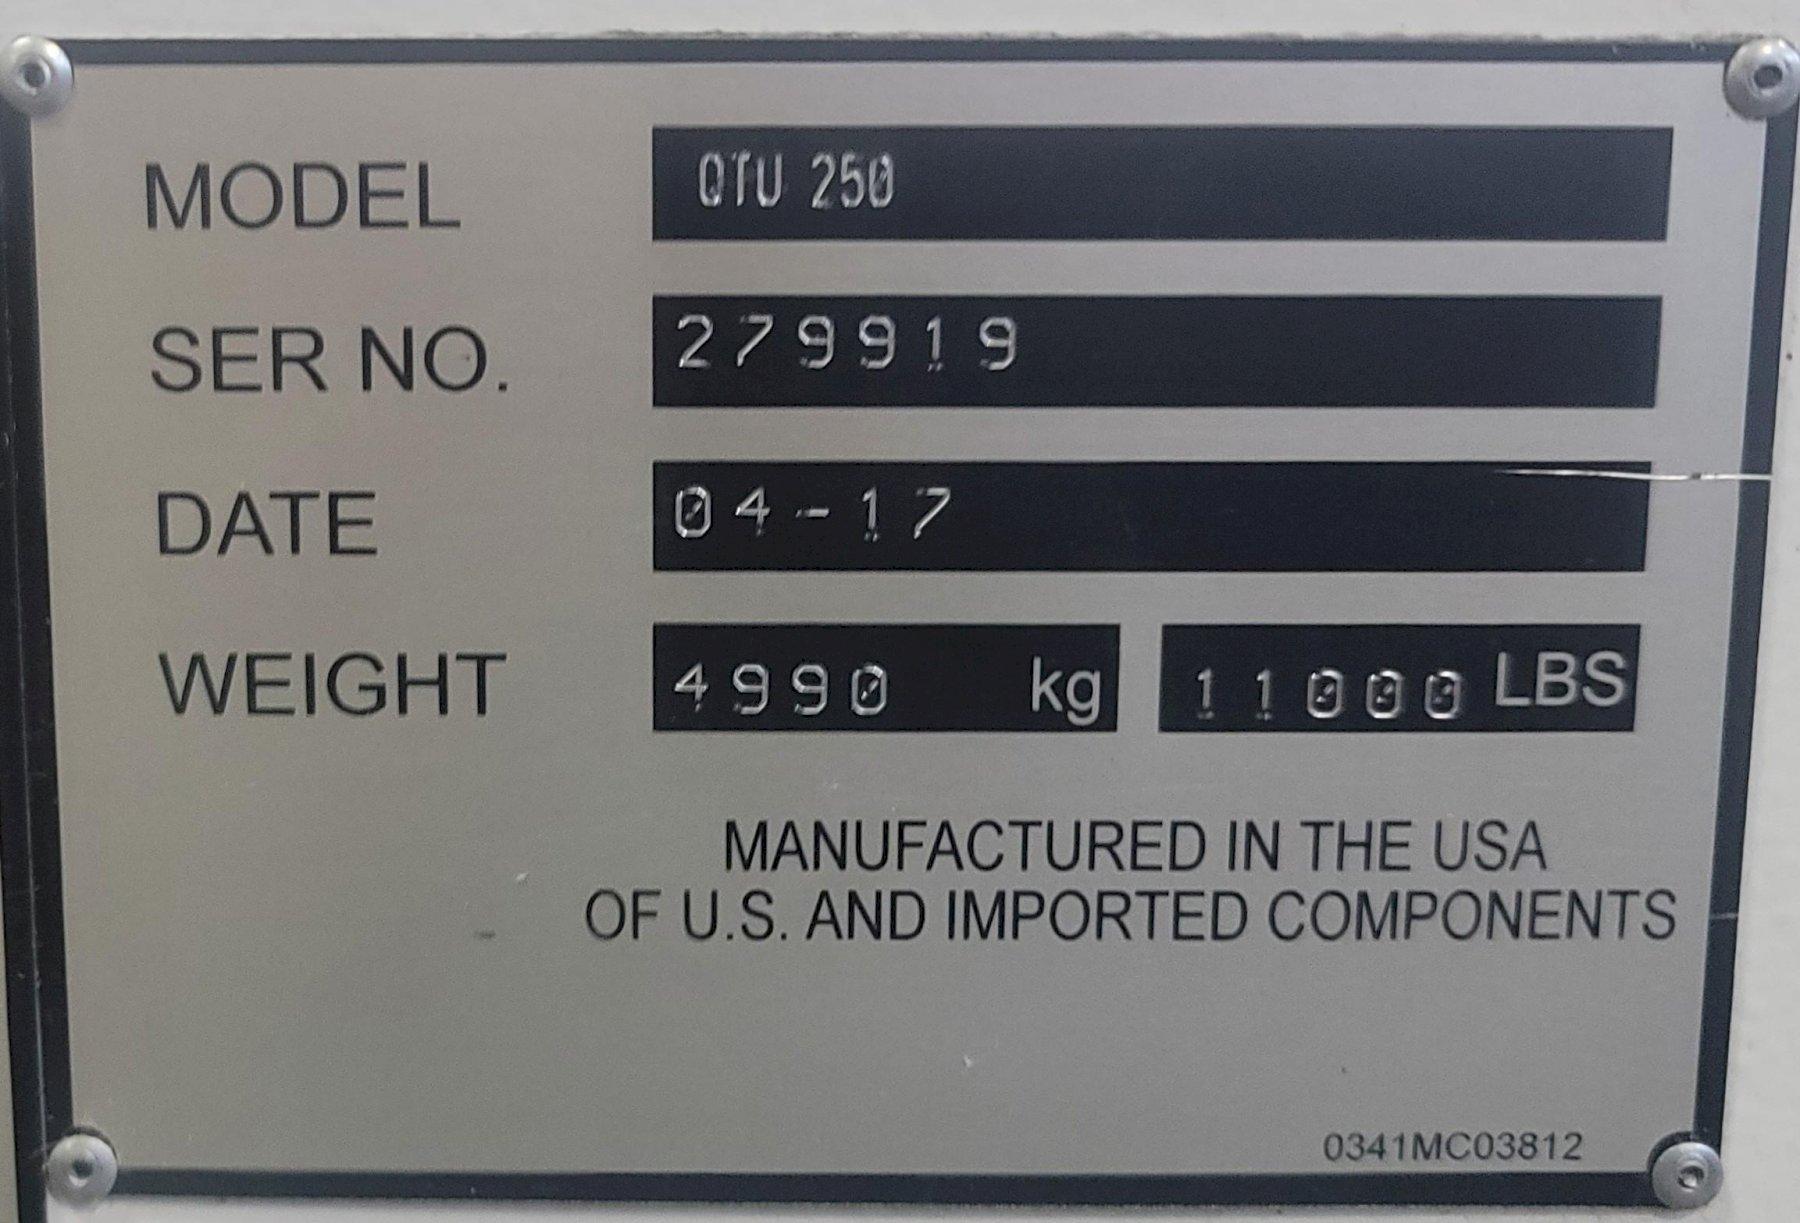 MODEL QTU 250
SER NO. 279919
DATE 04-17
WEIGHT 4990 kg 11000 LBS
MANUFACTURED IN THE USA
OF U.S. AND IMPORTED COMPONENTS
0341MC03812